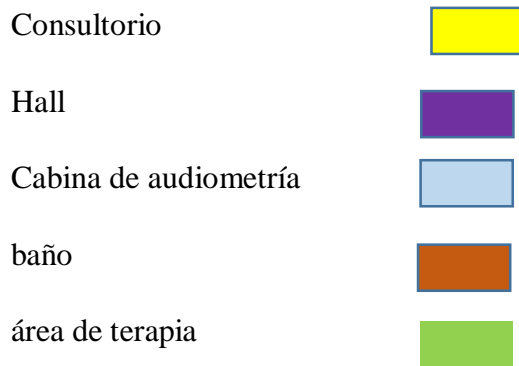 Consultorio
Hall
Cabina de audiometría
baño
área de terapia